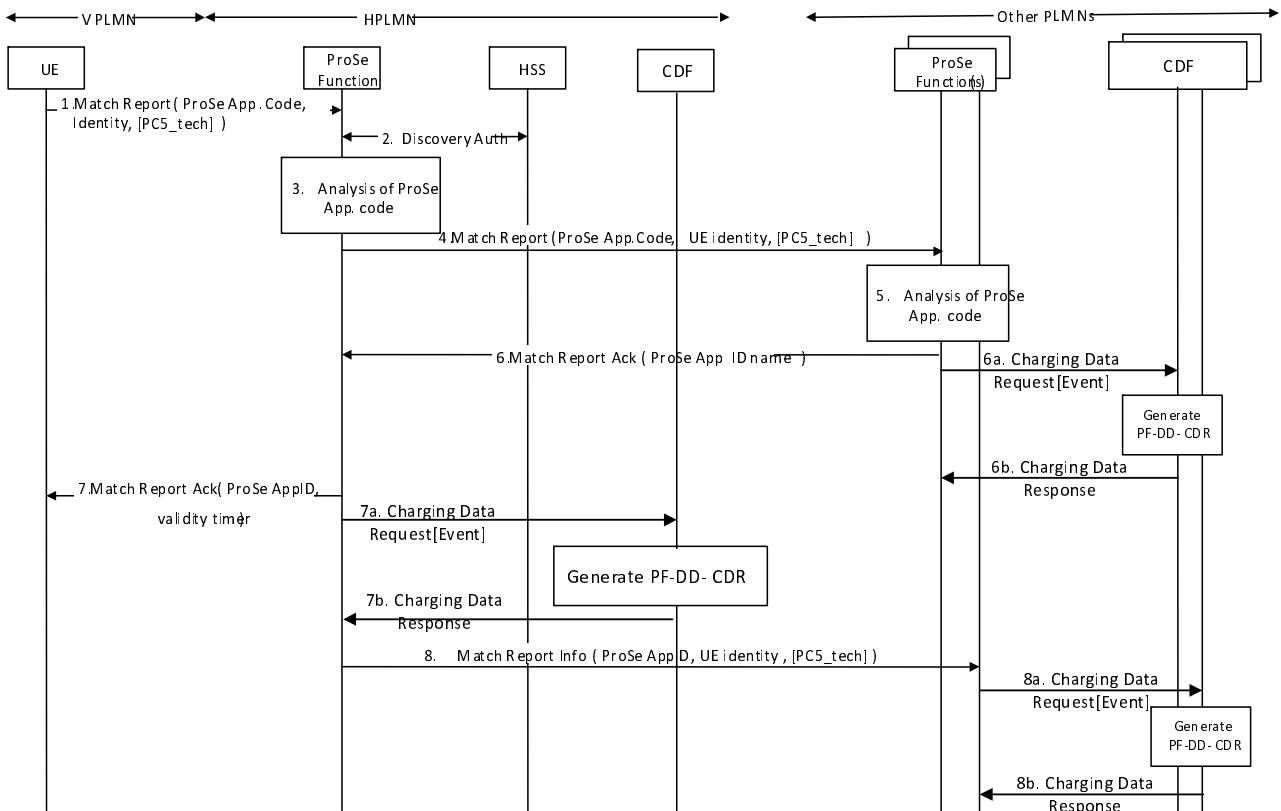 VPLMN
HPLMN
Other PLMNs
UE
ProSe
Function
HSS
CDF
ProSe
Function(s)
CDF
1.Match Report ( ProSe App. Code,
Identity, [PC5_tech] )
2. Discovery Auth
3. Analysis of ProSe
App. code
4.Match Report (ProSe App.Code, UE identity, [PC5_tech] )
5. Analysis of ProSe
App. code
6.Match Report Ack ( ProSe App ID name )
6a. Charging Data
Request[Event]
Generate
PF-DD- CDR
6b. Charging Data
Response
7.Match Report Ack( ProSe AppID,
validity timer)
7a. Charging Data
Request[Event]
Generate PF-DD- CDR
7b. Charging Data
Response
8. Match Report Info ( ProSe AppID, UE identity , [PC5_tech] )
8a. Charging Data
Request[Event]
Generate
PF-DD- CDR
8b. Charging Data
Response